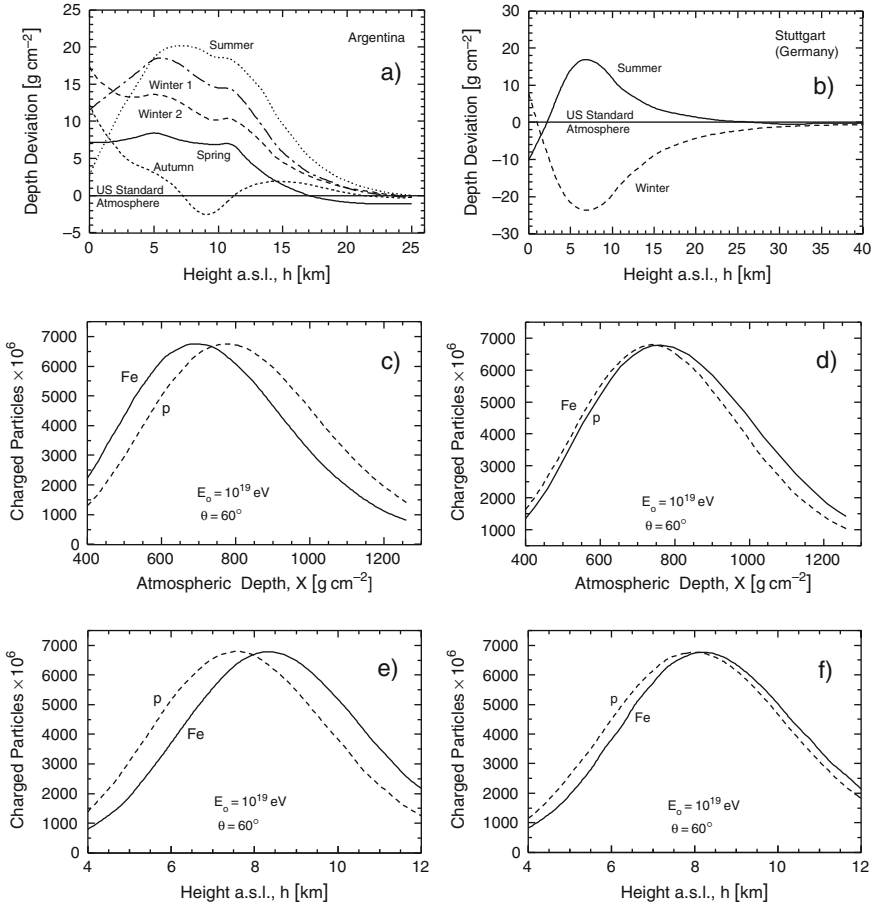 a)
Argentina
Summer
Winter 1
Winter 2
Spring
Autumn
US Standard
Atmosphere
Depth Deviation [g cm⁻²]
25
20
15
10
5
0
−5
0 5 10 15 20 25
Height a.s.l., h [km]
b)
Stuttgart
(Germany)
Summer
US Standard
Atmosphere
Winter
Depth Deviation [g cm⁻²]
30
20
10
0
−10
−20
−30
0 5 10 15 20 25 30 35 40
Height a.s.l., h [km]
c)
Fe
p
E₀ = 10¹⁹ eV
θ = 60°
Charged Particles × 10⁶
7000
6000
5000
4000
3000
2000
1000
0
400 600 800 1000 1200
Atmospheric Depth, X [g cm⁻²]
d)
Fe
p
E₀ = 10¹⁹ eV
θ = 60°
Charged Particles × 10⁶
7000
6000
5000
4000
3000
2000
1000
400 600 800 1000 1200
Atmospheric Depth, X [g cm⁻²]
e)
p
Fe
E₀ = 10¹⁹ eV
θ = 60°
Charged Particles × 10⁶
7000
6000
5000
4000
3000
2000
1000
0
4 6 8 10 12
Height a.s.l., h [km]
f)
p
Fe
E₀ = 10¹⁹ eV
θ = 60°
Charged Particles × 10⁶
7000
6000
5000
4000
3000
2000
1000
0
4 6 8 10 12
Height a.s.l., h [km]